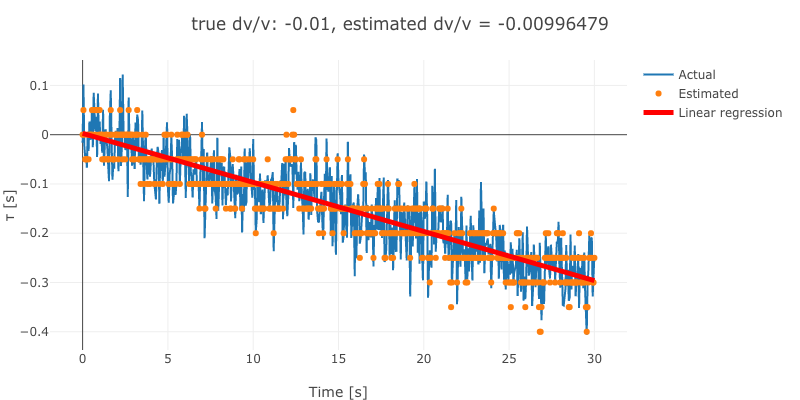 true dv/v: -0.01, estimated dv/v = -0.00996479
Actual
Estimated
Linear regression
0.1
0
−0.1
−0.2
−0.3
−0.4
τ [s]
0 5 10 15 20 25 30
Time [s]